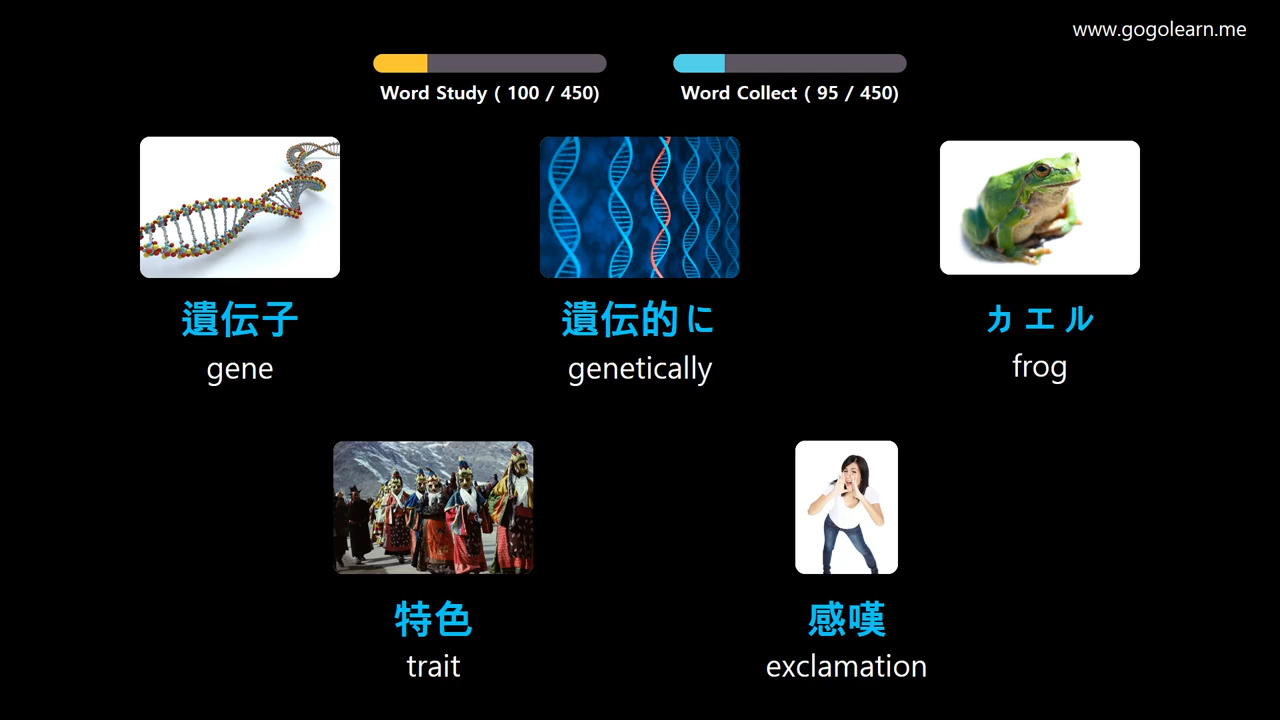 www.gogolearn.me
Word Study ( 100 / 450)
Word Collect ( 95 / 450)
遺伝子
gene
遺伝的に
genetically
カエル
frog
特色
trait
感嘆
exclamation